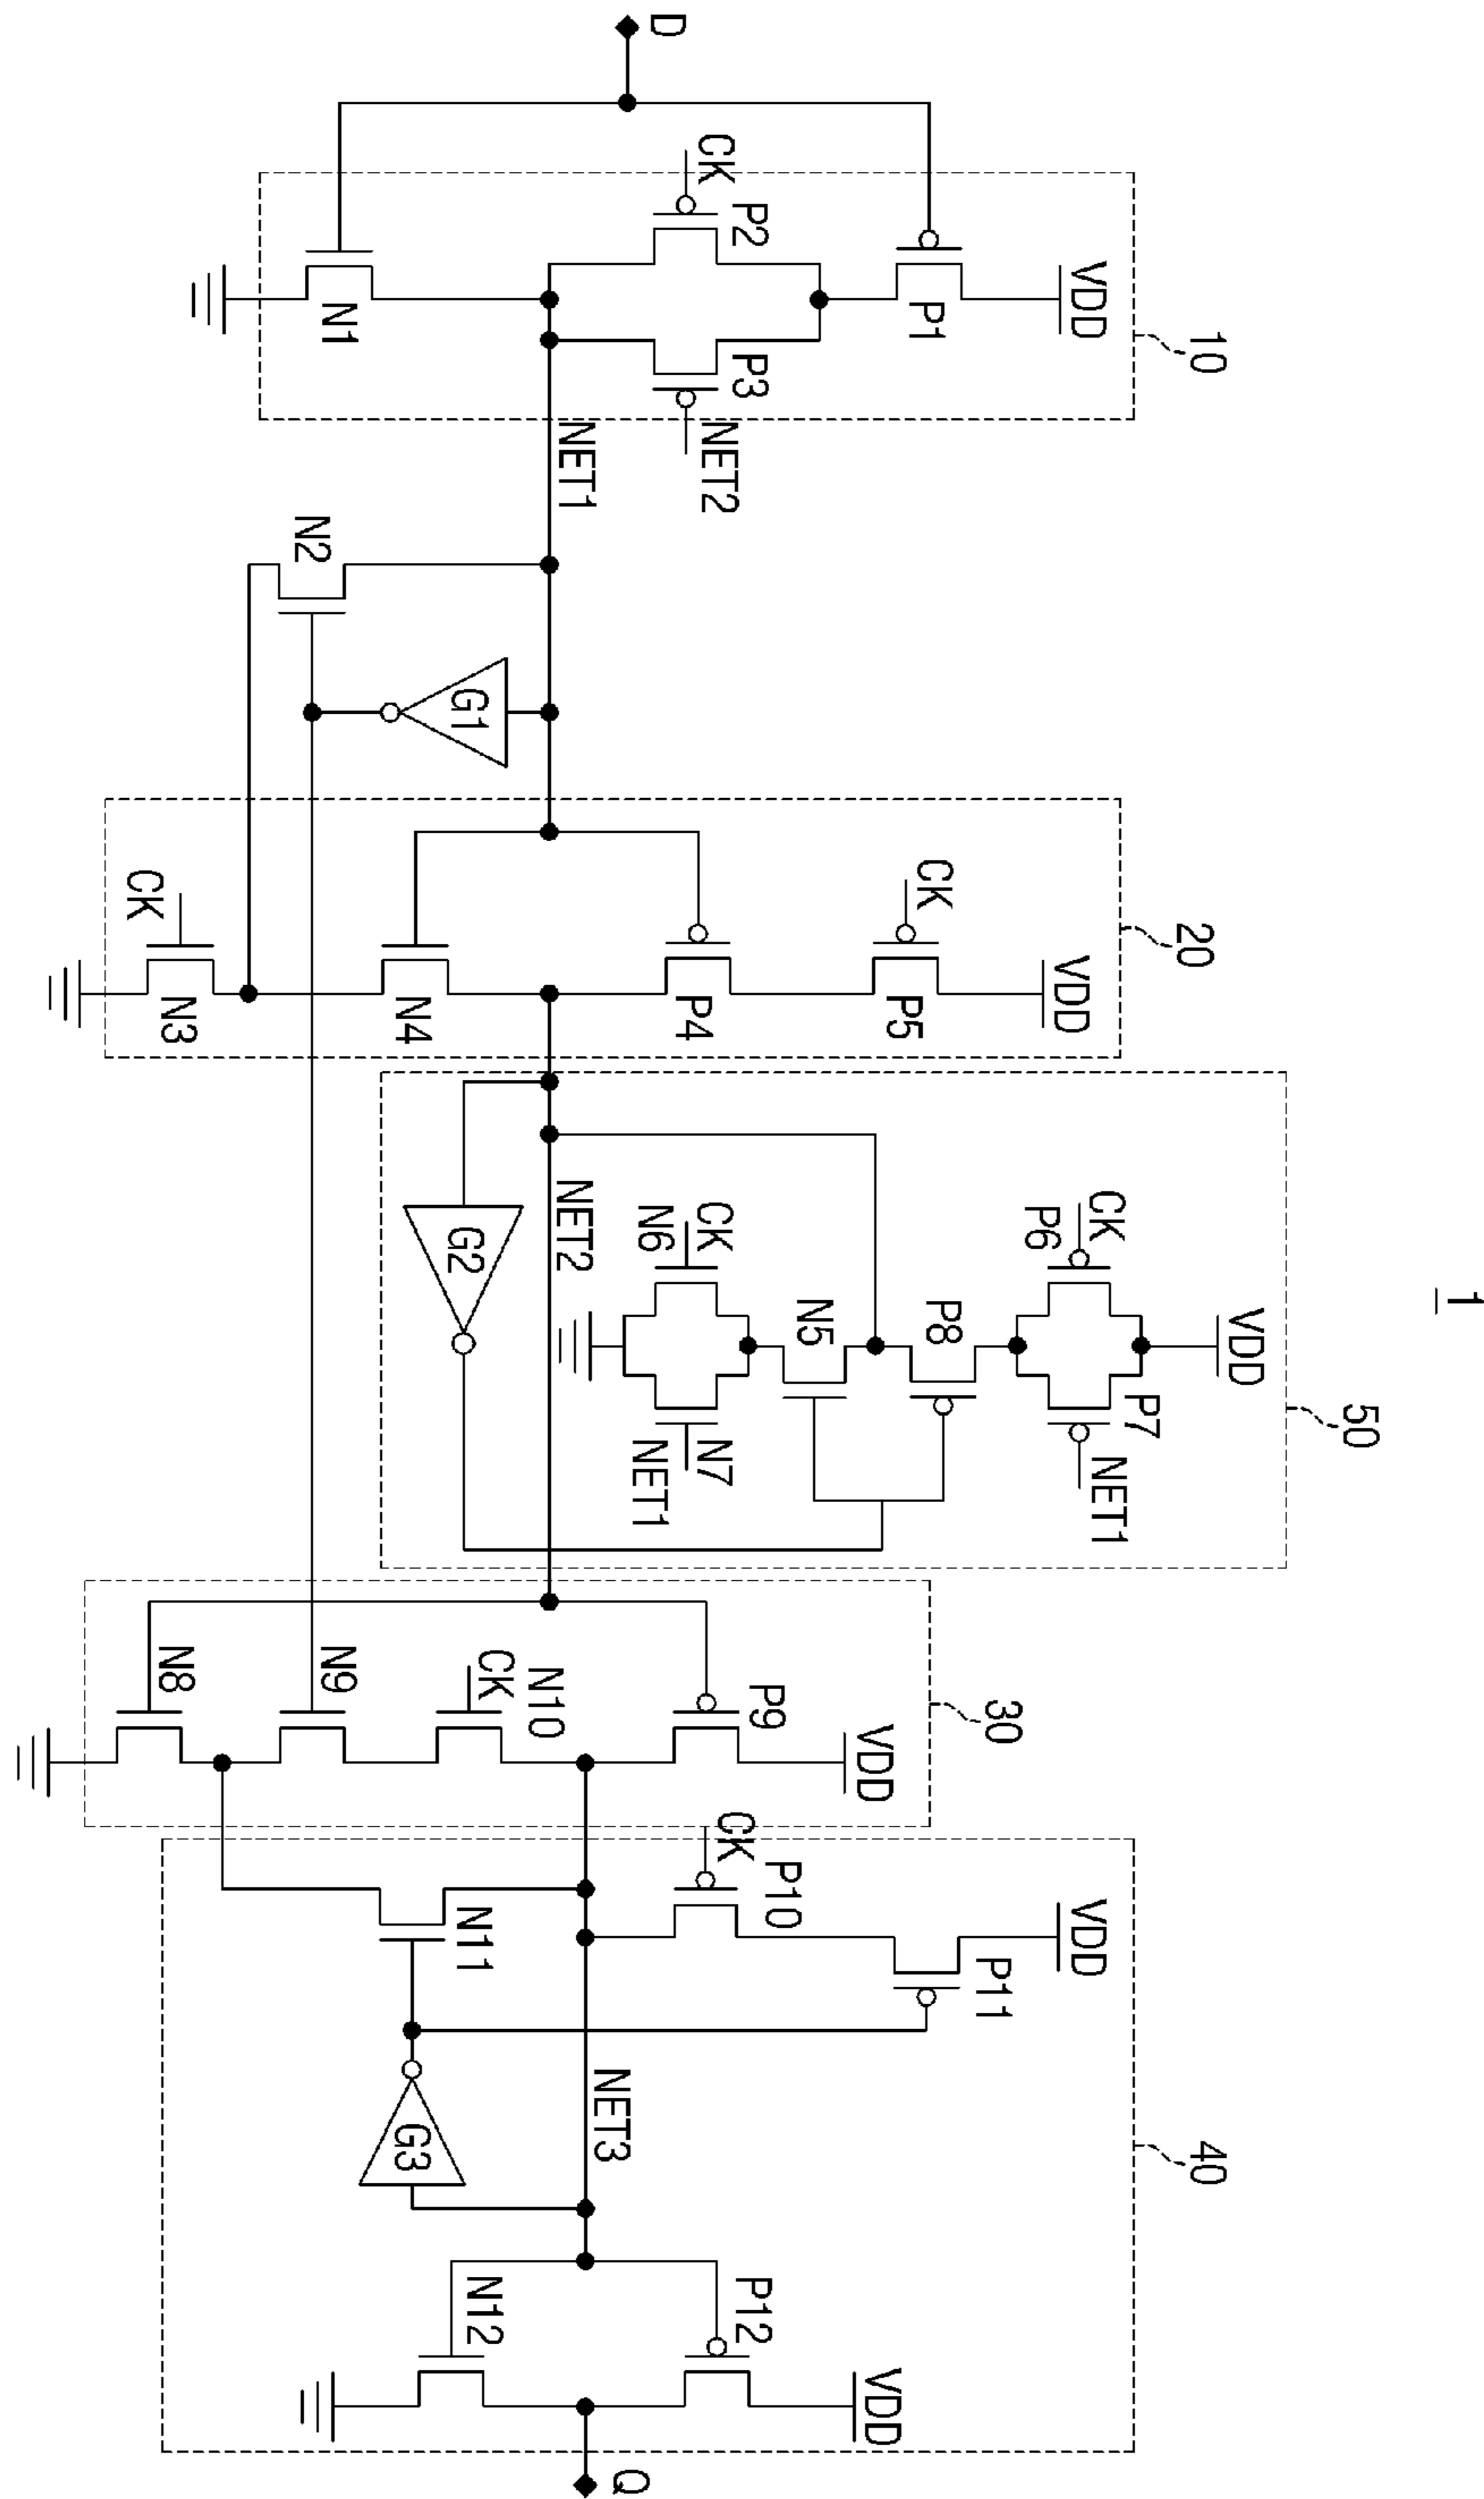 1
D
10
VDD
P1
CK
P2
P3
NET2
N1
NET1
N2
G1
20
VDD
CK
P5
P4
N4
CK
N3
50
VDD
CK
P6
P7
NET1
P8
N5
CK
N6
N7
NET1
NET2
G2
30
VDD
P9
N10
CK
N9
N8
40
VDD
P11
CK
P10
N11
NET3
G3
P12
VDD
N12
Q